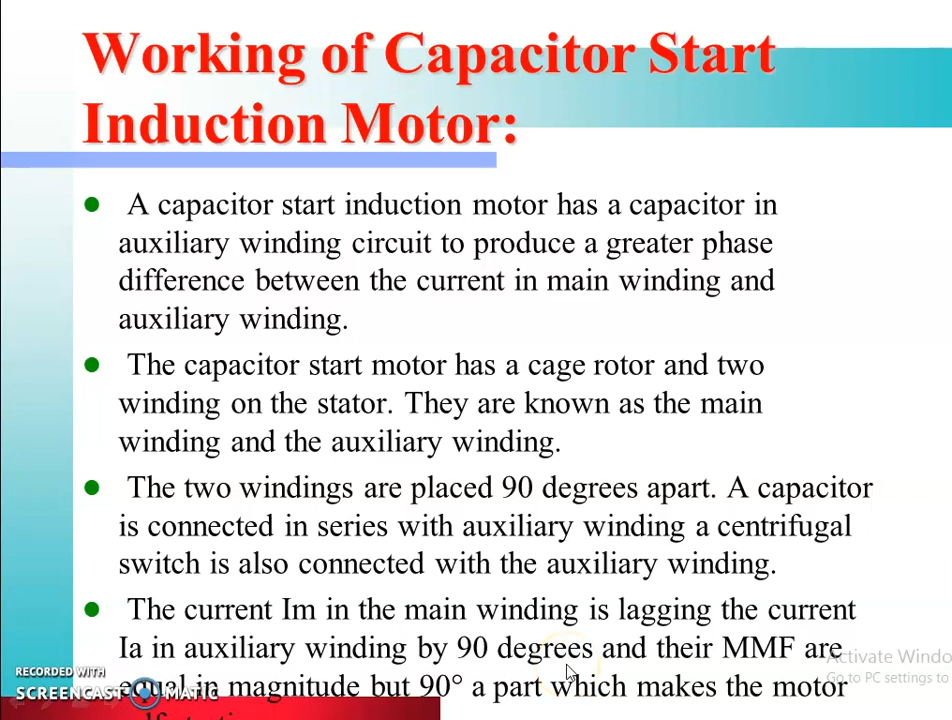 Working of Capacitor Start
Induction Motor:
A capacitor start induction motor has a capacitor in
auxiliary winding circuit to produce a greater phase
difference between the current in main winding and
auxiliary winding.
The capacitor start motor has a cage rotor and two
winding on the stator. They are known as the main
winding and the auxiliary winding.
The two windings are placed 90 degrees apart. A capacitor
is connected in series with auxiliary winding a centrifugal
switch is also connected with the auxiliary winding.
The current Im in the main winding is lagging the current
Ia in auxiliary winding by 90 degrees and their MMF are
equal in magnitude but 90° a part which makes the motor
Activate Windo
Go to PC settings to
RECORDED WITH
SCREENCAST MATIC